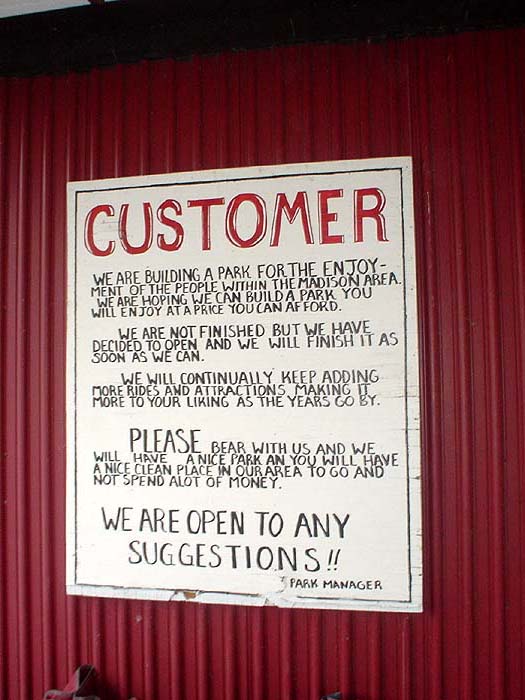 CUSTOMER
WE ARE BUILDING A PARK FOR THE ENJOY-
MENT OF THE PEOPLE WITHIN THE MADISON AREA.
WE ARE HOPING WE CAN BUILD A PARK YOU
WILL ENJOY AT A PRICE YOU CAN AFFORD.
WE ARE NOT FINISHED BUT WE HAVE
DECIDED TO OPEN AND WE WILL FINISH IT AS
SOON AS WE CAN.
WE WILL CONTINUALLY KEEP ADDING
MORE RIDES AND ATTRACTIONS MAKING IT
MORE TO YOUR LIKING AS THE YEARS GO BY.
PLEASE BEAR WITH US AND WE
WILL HAVE A NICE PARK AN YOU WILL HAVE
A NICE CLEAN PLACE IN OUR AREA TO GO AND
NOT SPEND ALOT OF MONEY.
WE ARE OPEN TO ANY
SUGGESTIONS!!
PARK MANAGER